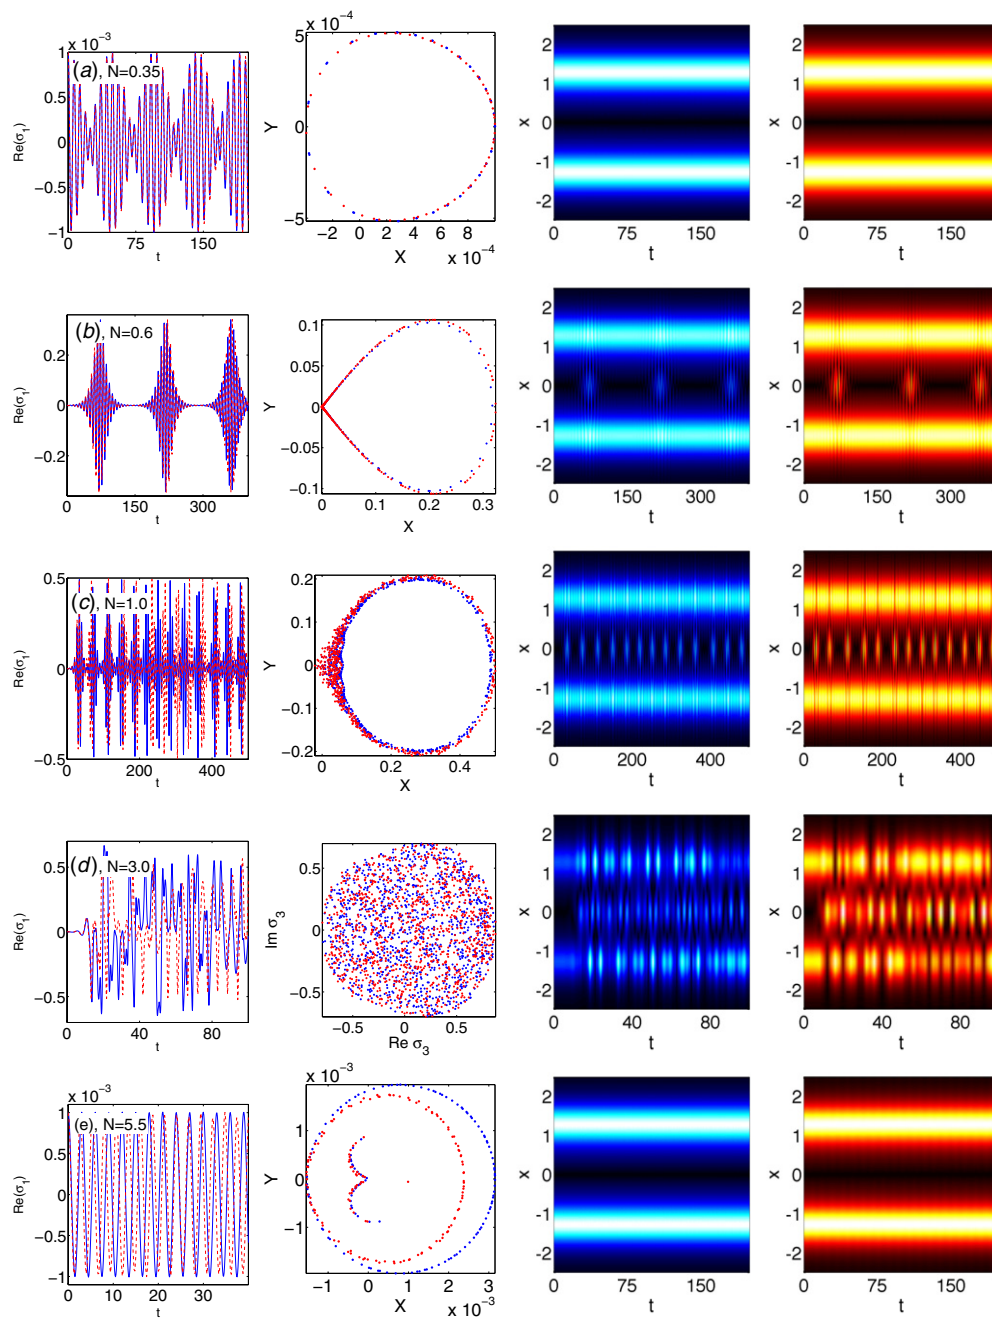 x 10⁻³
1
0.5
0
−0.5
−1
Re(σ₁)
(a), N=0.35
0 75 150
t
5 x 10⁻⁴
0
−5
Y
−2 0 2 4 6 8
X x 10⁻⁴
2
1
0
-1
-2
x
0 75 150
t
2
1
0
-1
-2
x
0 75 150
t
0.2
0
−0.2
Re(σ₁)
(b), N=0.6
0 150 300
t
0.1
0.05
0
−0.05
−0.1
Y
0 0.1 0.2 0.3
X
2
1
0
-1
-2
x
0 150 300
t
2
1
0
-1
-2
x
0 150 300
t
0.5
0
−0.5
Re(σ₁)
(c), N=1.0
0 200 400
t
0.2
0.1
0
−0.1
−0.2
Y
0 0.2 0.4
X
2
1
0
-1
-2
x
0 200 400
t
2
1
0
-1
-2
x
0 200 400
t
0.5
0
−0.5
Re(σ₁)
(d), N=3.0
0 40 80
t
0.5
0
−0.5
Im σ₃
−0.5 0 0.5
Re σ₃
2
1
0
-1
-2
x
0 40 80
t
2
1
0
-1
-2
x
0 40 80
t
x 10⁻³
1
0.5
0
−0.5
−1
Re(σ₁)
(e), N=5.5
0 10 20 30
t
x 10⁻³
1
0
−1
Y
−1 0 1 2 3
X x 10⁻³
2
1
0
-1
-2
x
0 75 150
t
2
1
0
-1
-2
x
0 75 150
t